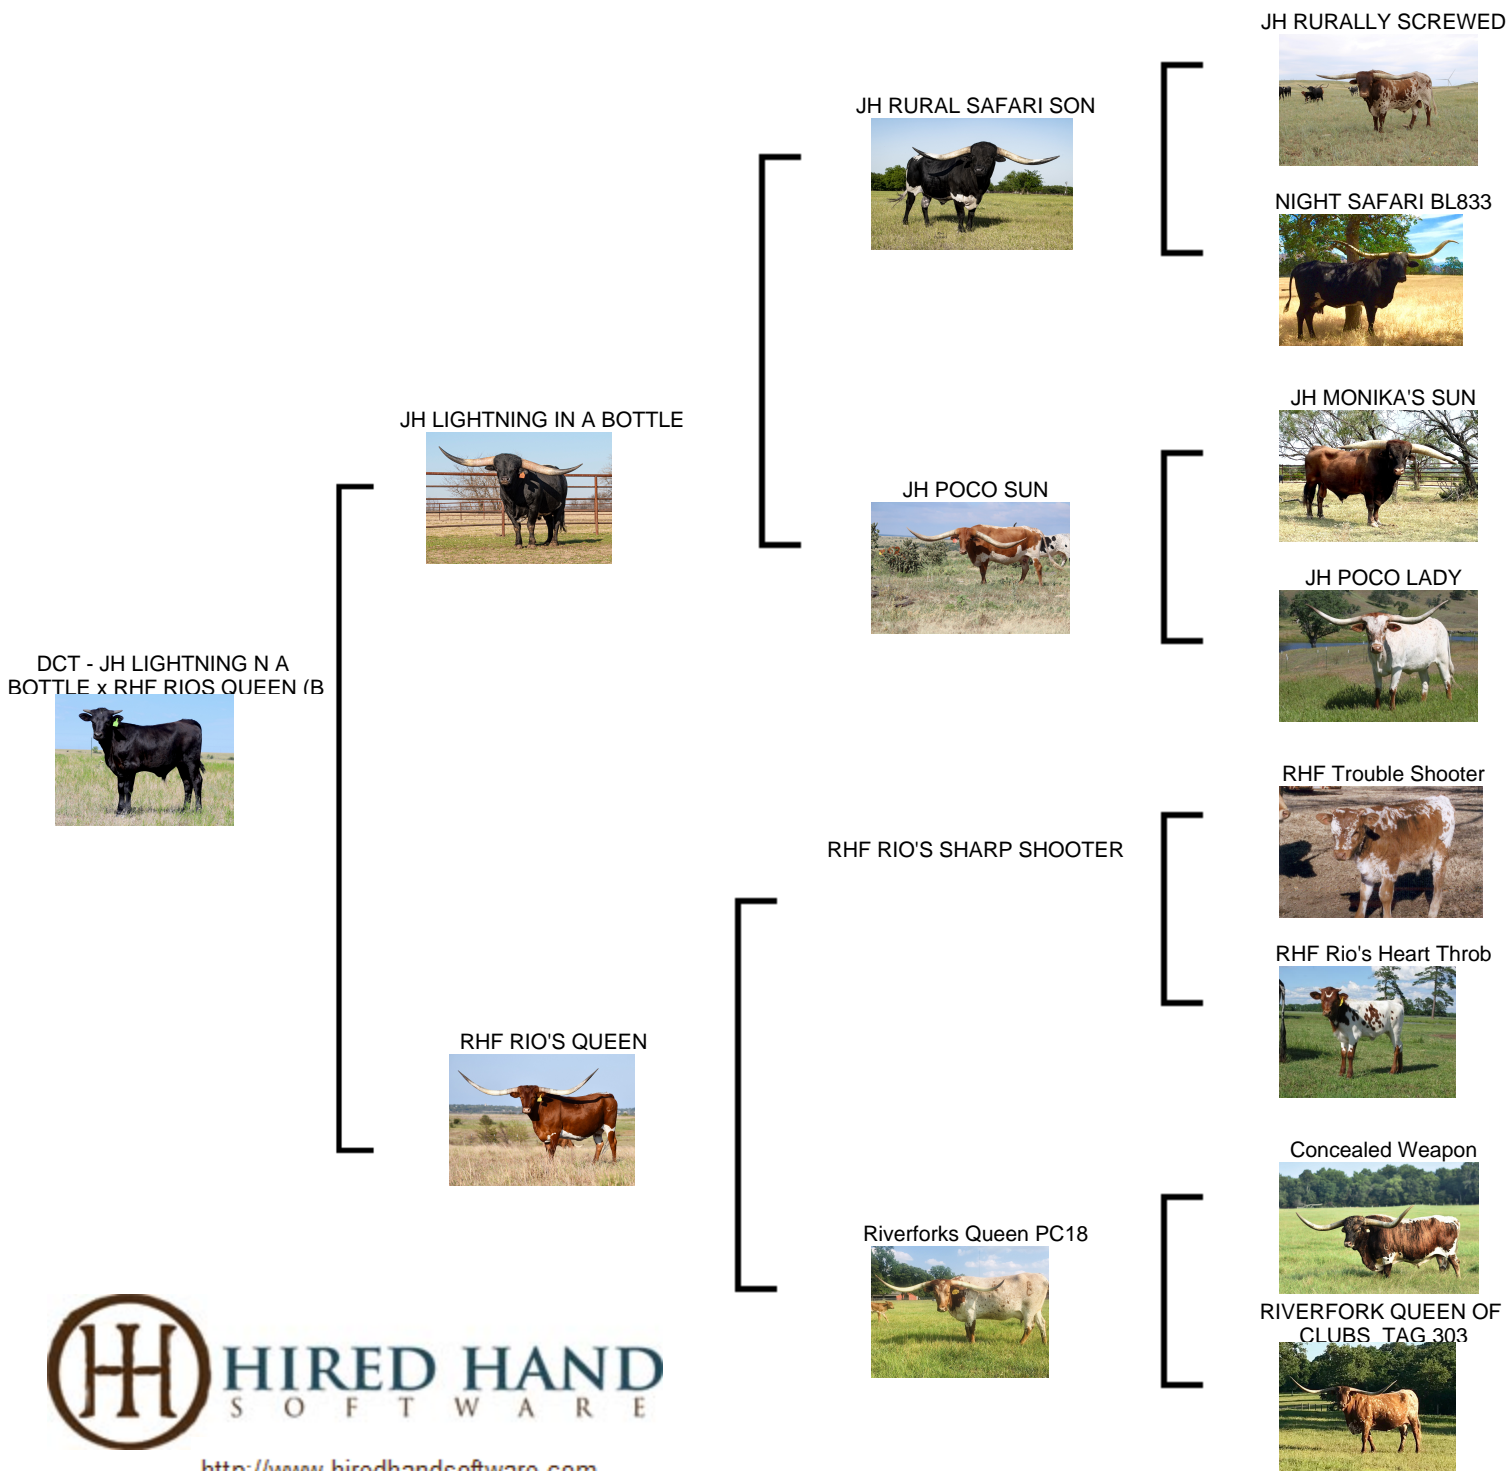 JH RURALLY SCREWED
JH RURAL SAFARI SON
NIGHT SAFARI BL833
JH LIGHTNING IN A BOTTLE
JH MONIKA'S SUN
JH POCO SUN
JH POCO LADY
DCT - JH LIGHTNING N A
BOTTLE x RHF RIOS QUEEN (B
RHF Trouble Shooter
RHF RIO'S SHARP SHOOTER
RHF Rio's Heart Throb
RHF RIO'S QUEEN
Concealed Weapon
Riverforks Queen PC18
RIVERFORK QUEEN OF
CLUBS TAG 303
HIRED HAND
SOFTWARE
http://www.hiredhandsoftware.com